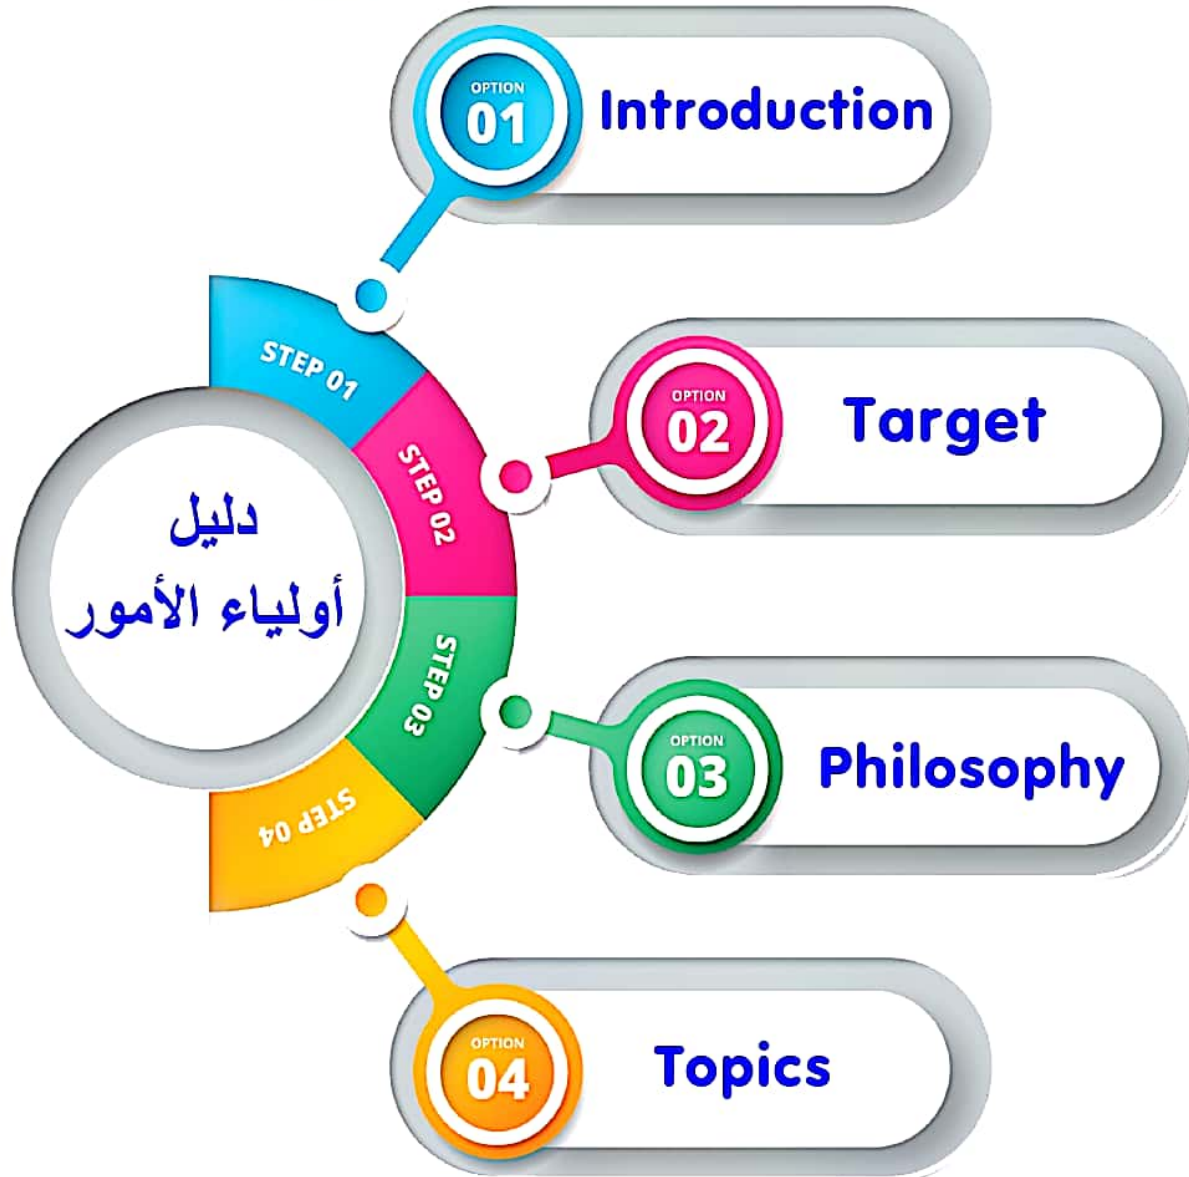 OPTION
01
Introduction
STEP 01
OPTION
02
Target
STEP 02
دليل
أولياء الأمور
STEP 03
OPTION
03
Philosophy
STEP 04
OPTION
04
Topics